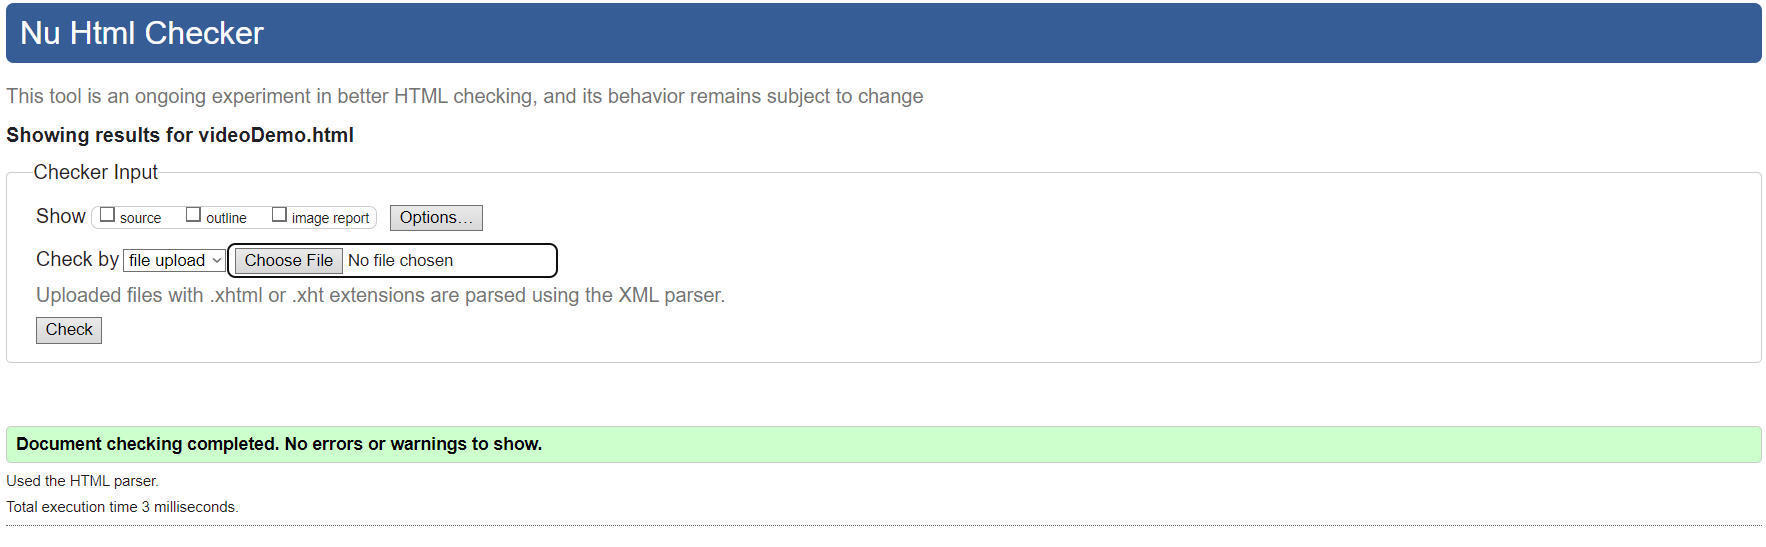 Nu Html Checker
This tool is an ongoing experiment in better HTML checking, and its behavior remains subject to change
Showing results for videoDemo.html
Checker Input
Show source outline image report Options…
Check by file upload Choose File No file chosen
Uploaded files with .xhtml or .xht extensions are parsed using the XML parser.
Check
Document checking completed. No errors or warnings to show.
Used the HTML parser.
Total execution time 3 milliseconds.